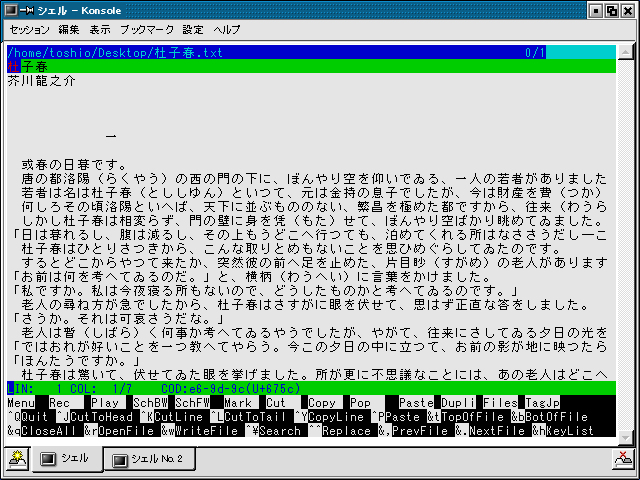 シェル - Konsole
セッション 編集 表示 ブックマーク 設定 ヘルプ
/home/toshio/Desktop/杜子春.txt 0/1
杜子春
芥川龍之介
一
或春の日暮です。
唐の都洛陽（らくやう）の西の門の下に、ぼんやり空を仰いでゐる、一人の若者がありました
若者は名は杜子春（とししゆん）といつて、元は金持の息子でしたが、今は財産を費（つか）
何しろその頃洛陽といへば、天下に並ぶもののない、繁昌を極めた都ですから、往来（わうら
しかし杜子春は相変らず、門の壁に身を凭（もた）せて、ぼんやり空ばかり眺めてゐました。
「日は暮れるし、腹は減るし、その上もうどこへ行つても、泊めてくれる所はなささうだし―こ
杜子春はひとりさつきから、こんな取りとめもないことを思ひめぐらしてゐたのです。
するとどこからやつて来たか、突然彼の前へ足を止めた、片目眇（すがめ）の老人があります
「お前は何を考へてゐるのだ。」と、横柄（わうへい）に言葉をかけました。
「私ですか。私は今夜寝る所もないので、どうしたものかと考へてゐるのです。」
老人の尋ね方が急でしたから、杜子春はさすがに眼を伏せて、思はず正直な答をしました。
「さうか。それは可哀さうだな。」
老人は暫（しばら）く何事か考へてゐるやうでしたが、やがて、往来にさしてゐる夕日の光を
「ではおれが好いことを一つ教へてやらう。今この夕日の中に立つて、お前の影が地に映つたら
「ほんたうですか。」
杜子春は驚いて、伏せてゐた眼を挙げました。所が更に不思議なことには、あの老人はどこへ
LIN: 1 COL: 1/7 CCD:e6-9d-9c(U+675c)
Menu Rec Play SchBW SchFW Mark Cut Copy Pop Paste Dupli Files TagJp
^QQuit ^JCutToHead ^KCutLine ^LCutToTail ^YCopyLine ^PPaste &tTopOfFile &bBotOfFile
&qCloseAll &rOpenFile &wWriteFile ^¥Search ^^Replace &,PrevFile &.NextFile &hKeyList
シェル シェル No. 2